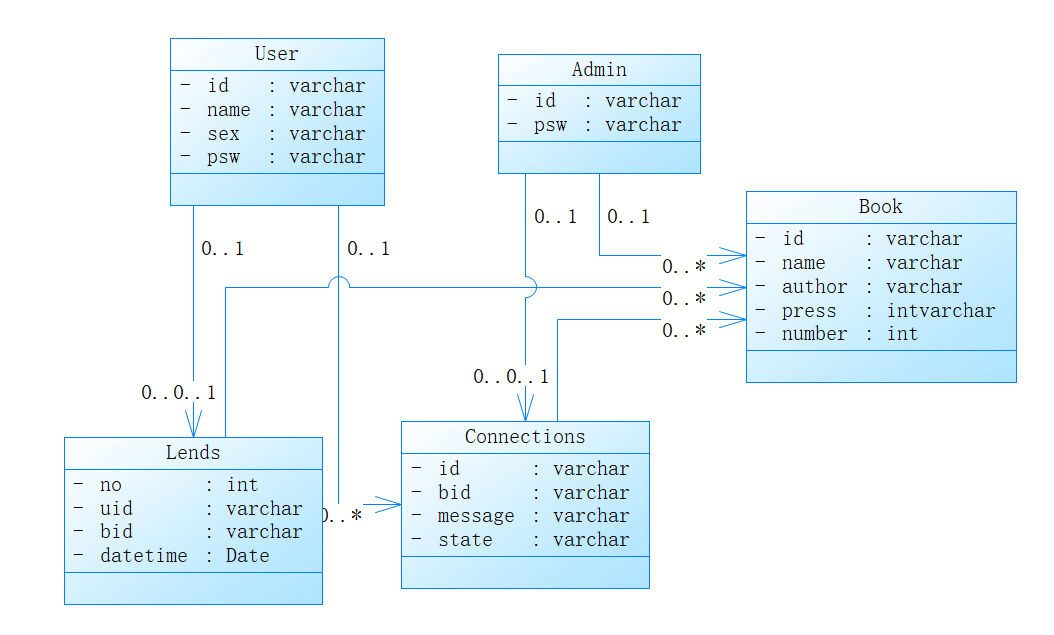 User
- id : varchar
- name : varchar
- sex : varchar
- psw : varchar
Admin
- id : varchar
- psw : varchar
Book
- id : varchar
- name : varchar
- author : varchar
- press : intvarchar
- number : int
0..1
0..1
0..1
0..1
0..*
0..*
0..*
0..0..1
0..0..1
Lends
- no : int
- uid : varchar
- bid : varchar
- datetime : Date
0..*
Connections
- id : varchar
- bid : varchar
- message : varchar
- state : varchar